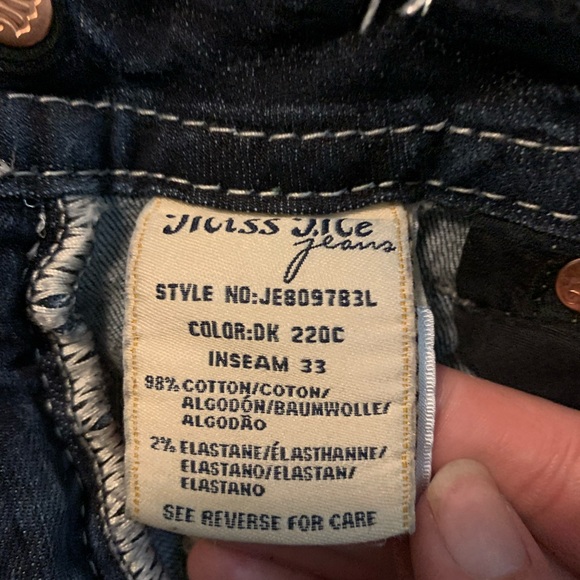 Miss Me
jeans
STYLE NO:JE809783L
COLOR:DK 220C
INSEAM 33
98% COTTON/COTON/
ALGODÓN/BAUMWOLLE/
ALGODÃO
2% ELASTANE/ÉLASTHANNE/
ELASTANO/ELASTAN/
ELASTANO
SEE REVERSE FOR CARE